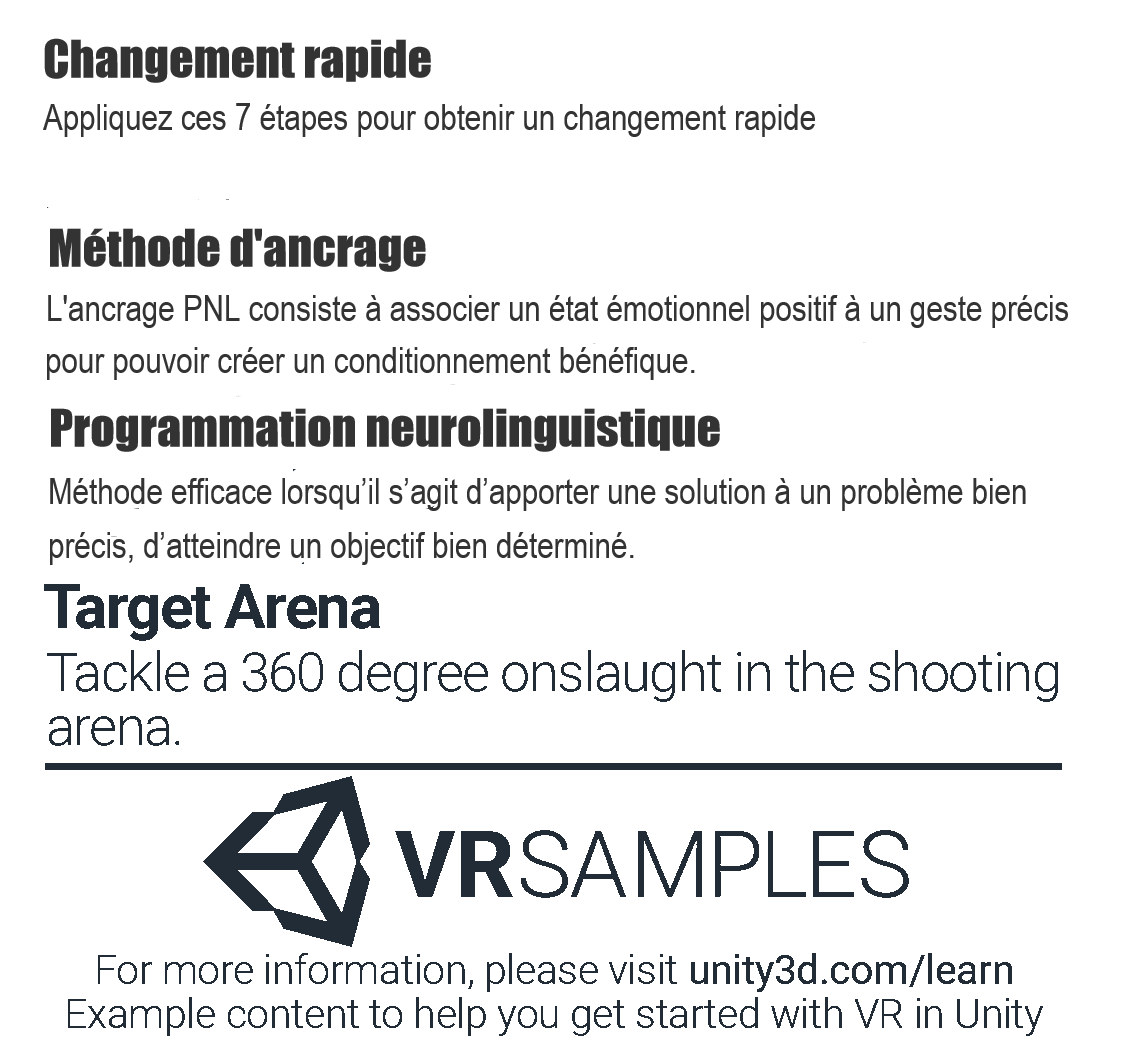 Changement rapide
Appliquez ces 7 étapes pour obtenir un changement rapide
Méthode d'ancrage
L'ancrage PNL consiste à associer un état émotionnel positif à un geste précis
pour pouvoir créer un conditionnement bénéfique.
Programmation neurolinguistique
Méthode efficace lorsqu’il s’agit d’apporter une solution à un problème bien
précis, d’atteindre un objectif bien déterminé.
Target Arena
Tackle a 360 degree onslaught in the shooting
arena.
VRSAMPLES
For more information, please visit unity3d.com/learn
Example content to help you get started with VR in Unity